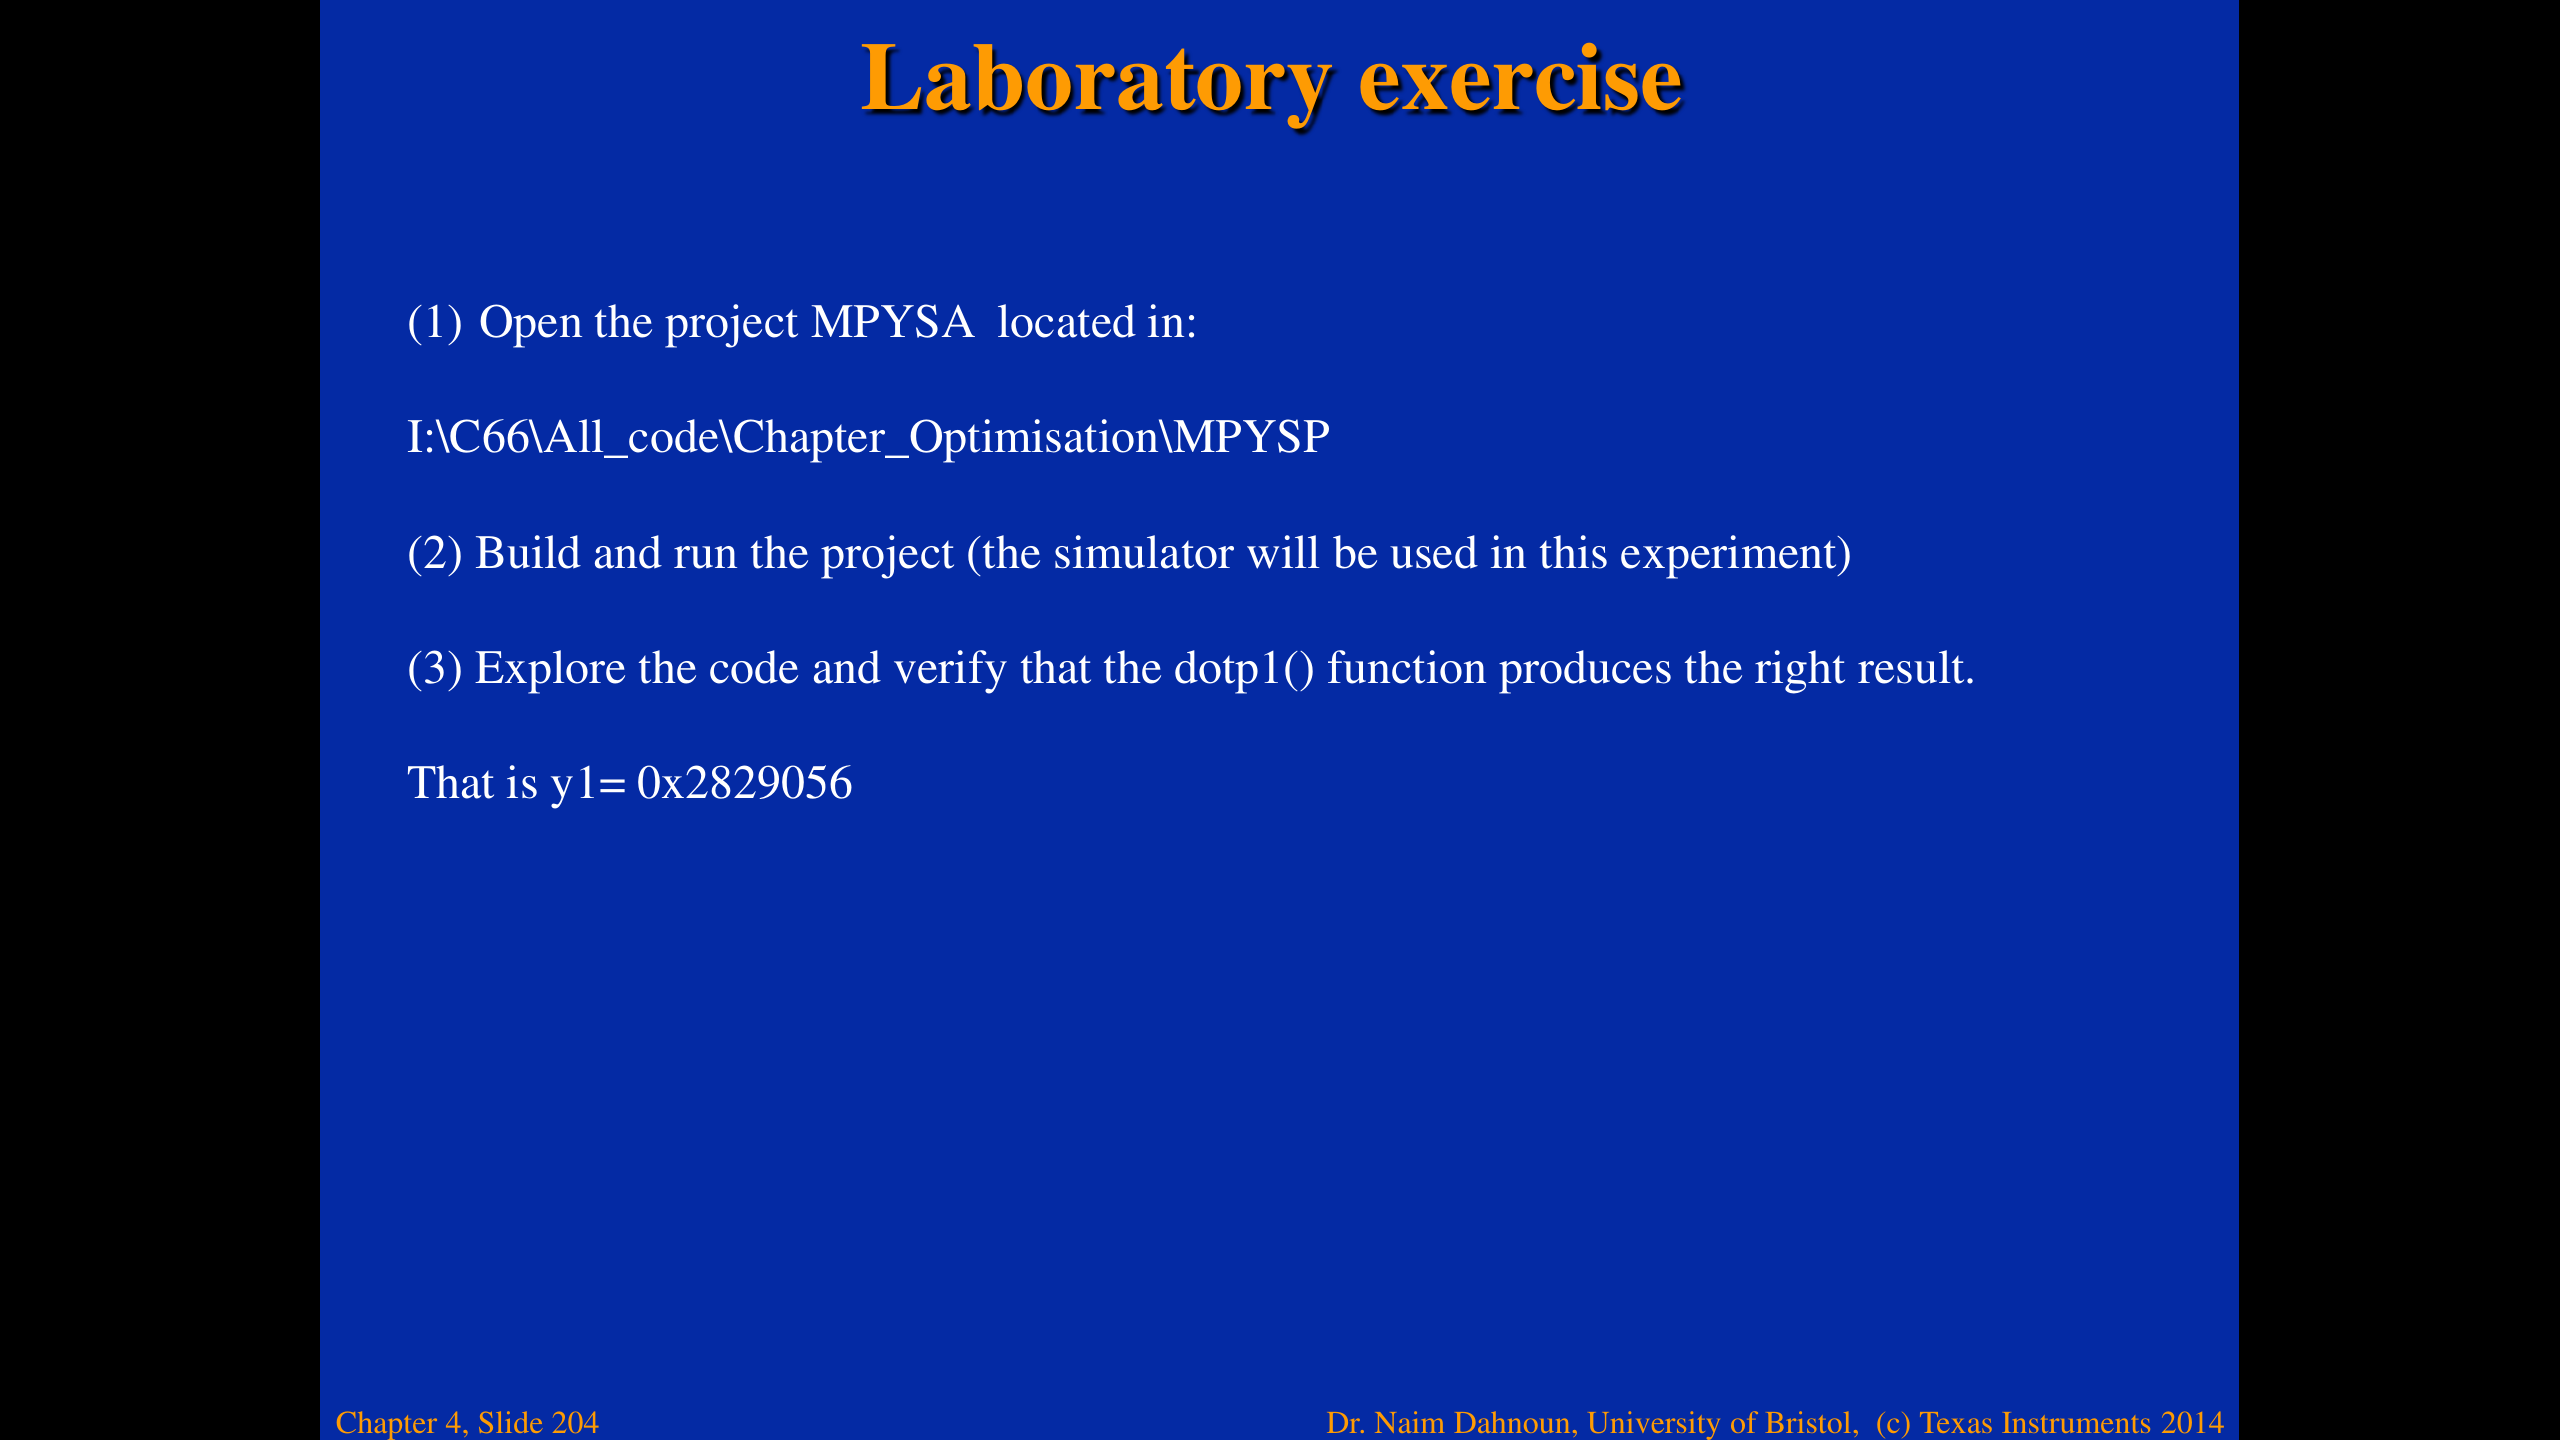 Laboratory exercise
(1) Open the project MPYSA  located in:
I:\C66\All_code\Chapter_Optimisation\MPYSP
(2) Build and run the project (the simulator will be used in this experiment)
(3) Explore the code and verify that the dotp1() function produces the right result.
That is y1= 0x2829056
Chapter 4, Slide 204
Dr. Naim Dahnoun, University of Bristol,  (c) Texas Instruments 2014